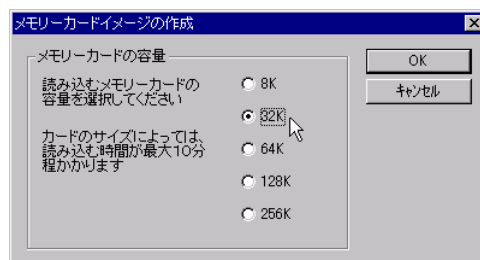 メモリーカードイメージの作成
メモリーカードの容量
読み込むメモリーカードの
容量を選択してください
カードのサイズによっては、
読み込む時間が最大10分
程かかります
8K
32K
64K
128K
256K
OK
キャンセル